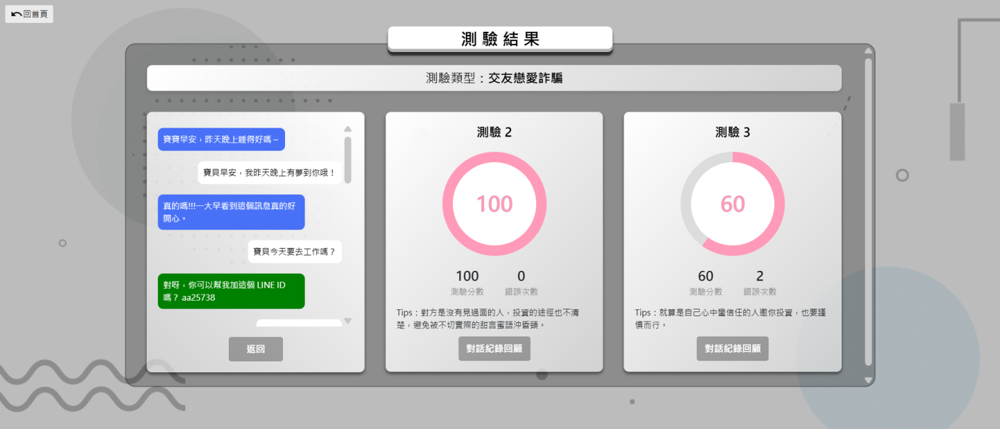 回首頁
測驗結果
測驗類型：交友戀愛詐騙
寶寶早安，昨天晚上睡得好嗎～
寶貝早安，我昨天晚上有夢到你哦！
真的嗎!!!一大早看到這個訊息真的好
開心。
寶貝今天要去工作嗎？
對呀，你可以幫我加這個 LINE ID
嗎？ aa25738
返回
測驗 2
100
100 0
測驗分數 錯誤次數
Tips：對方是沒有見過面的人，投資的途徑也不清
楚，避免被不切實際的甜言蜜語沖昏頭。
對話紀錄回顧
測驗 3
60
60 2
測驗分數 錯誤次數
Tips：就算是自己心中蠻信任的人邀你投資，也要謹
慎而行。
對話紀錄回顧